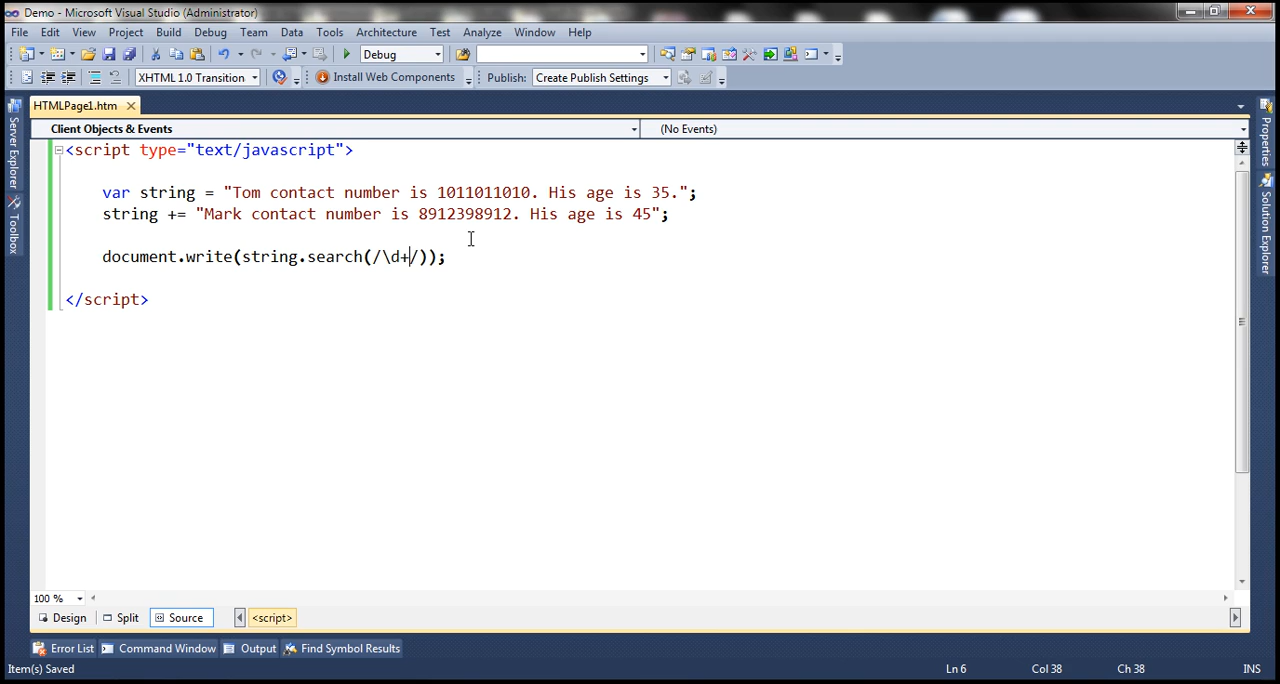 Demo - Microsoft Visual Studio (Administrator)
File Edit View Project Build Debug Team Data Tools Architecture Test Analyze Window Help
Debug
XHTML 1.0 Transition Install Web Components Publish: Create Publish Settings
HTMLPage1.htm
Client Objects & Events (No Events)
<script type="text/javascript">
var string = "Tom contact number is 1011011010. His age is 35.";
string += "Mark contact number is 8912398912. His age is 45";
document.write(string.search(/\d+/));
</script>
Server Explorer
Toolbox
Properties
Solution Explorer
100 %
Design Split Source <script>
Error List Command Window Output Find Symbol Results
Item(s) Saved Ln 6 Col 38 Ch 38 INS